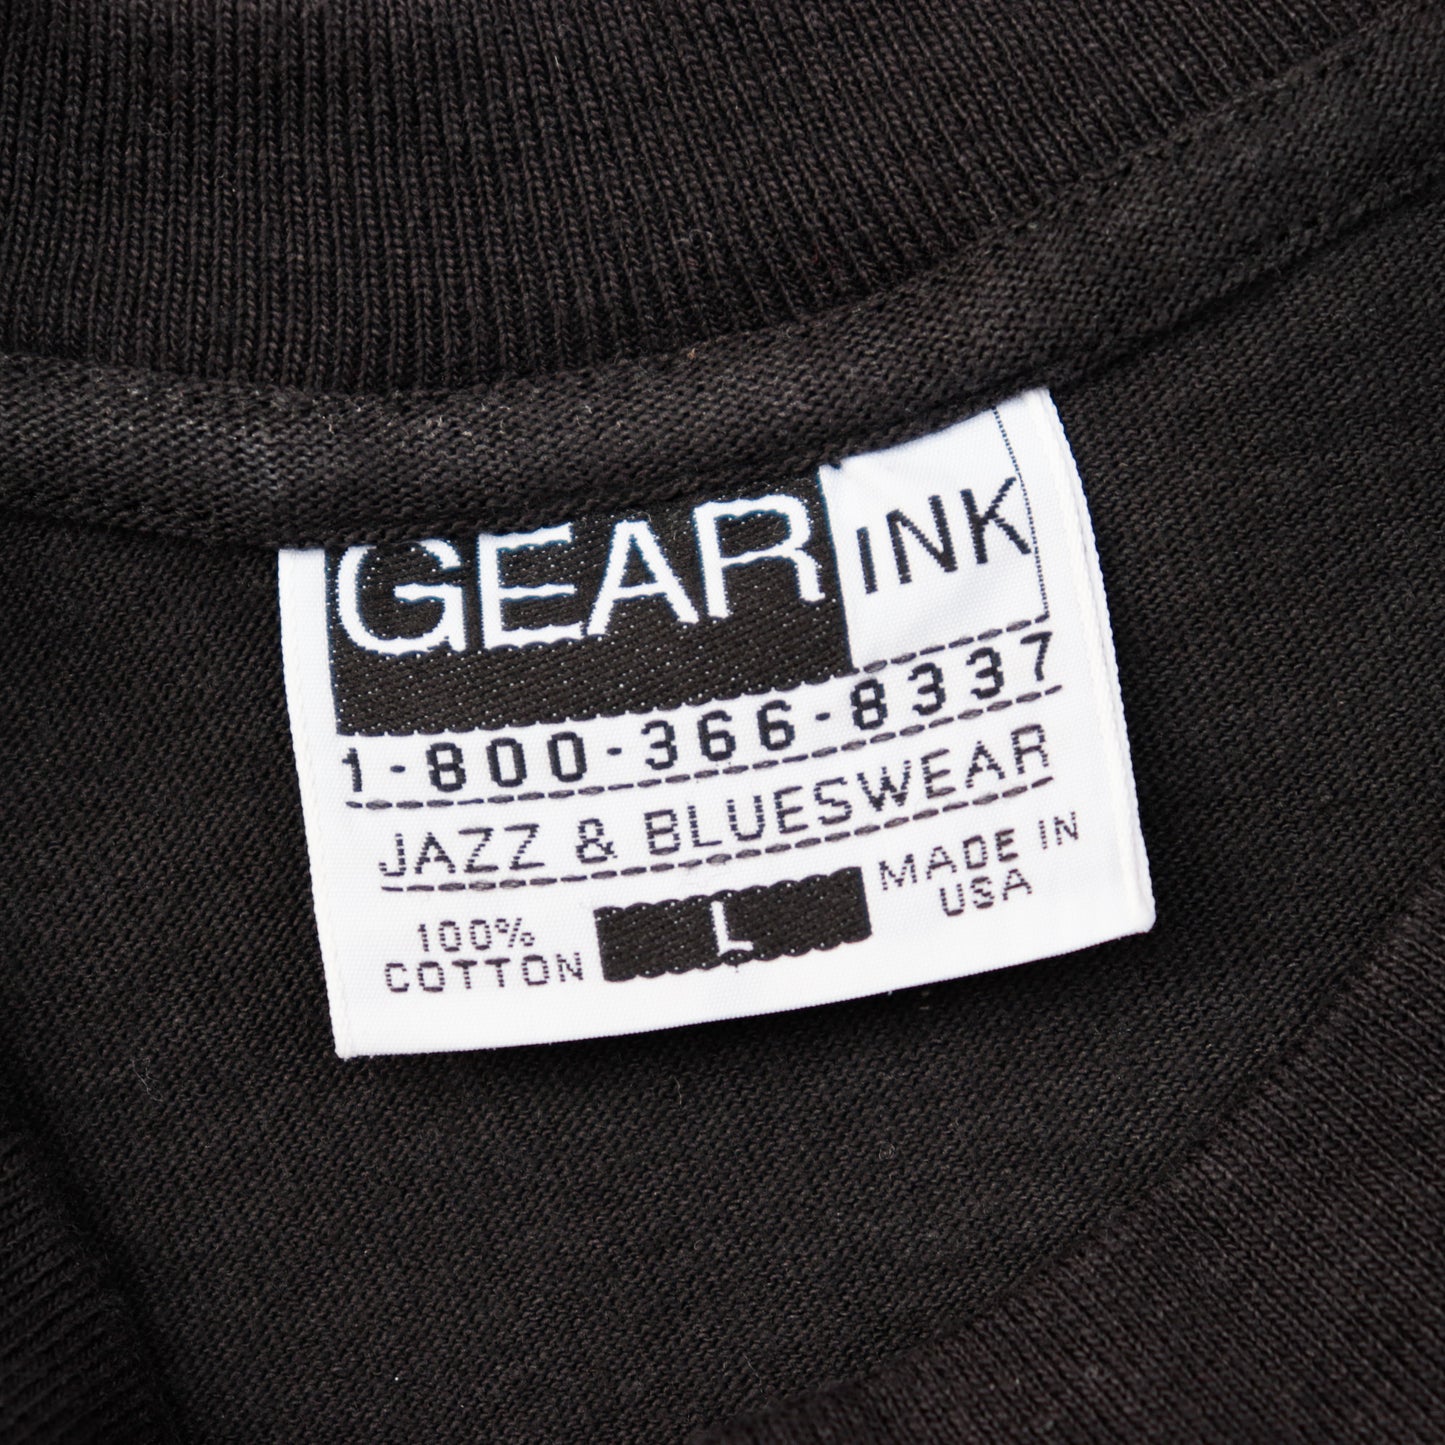 GEAR INK
1-800-366-8337
JAZZ & BLUESWEAR
100% COTTON
L
MADE IN USA